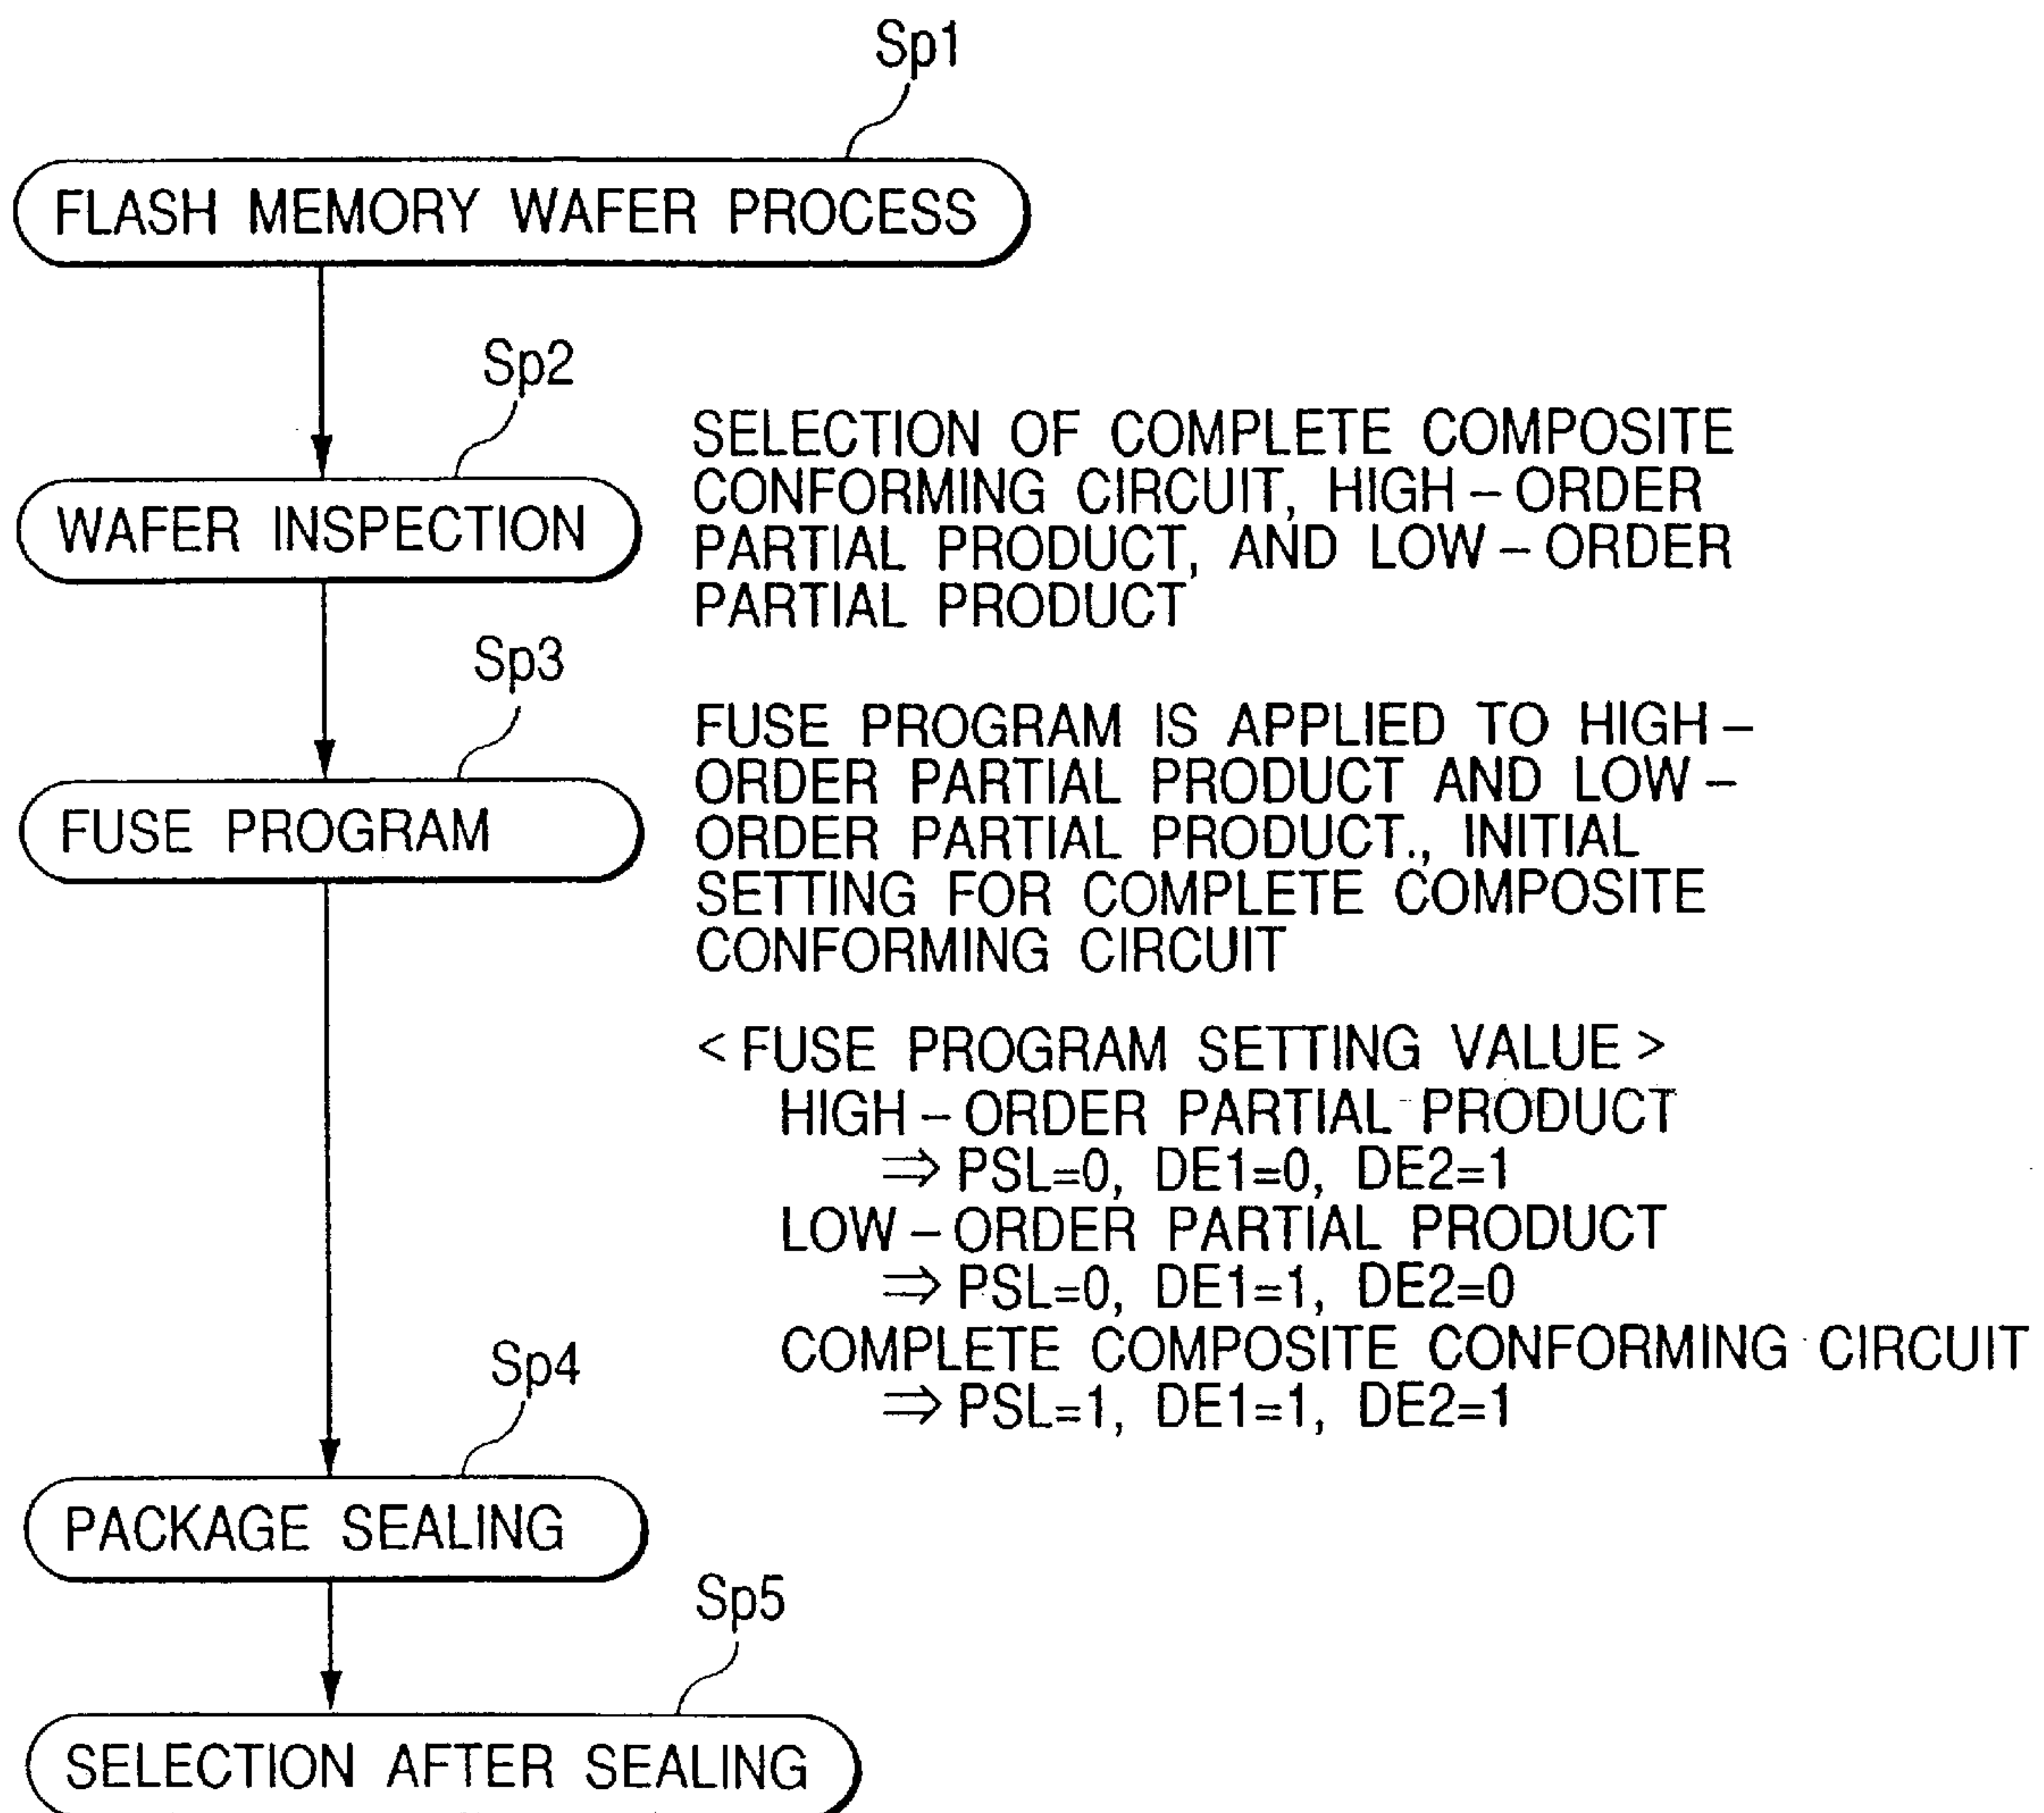 Sp1
FLASH MEMORY WAFER PROCESS
Sp2
WAFER INSPECTION
SELECTION OF COMPLETE COMPOSITE
CONFORMING CIRCUIT, HIGH-ORDER
PARTIAL PRODUCT, AND LOW-ORDER
PARTIAL PRODUCT
Sp3
FUSE PROGRAM
FUSE PROGRAM IS APPLIED TO HIGH-
ORDER PARTIAL PRODUCT AND LOW-
ORDER PARTIAL PRODUCT., INITIAL
SETTING FOR COMPLETE COMPOSITE
CONFORMING CIRCUIT
<FUSE PROGRAM SETTING VALUE>
HIGH-ORDER PARTIAL PRODUCT
⇒ PSL=0, DE1=0, DE2=1
LOW-ORDER PARTIAL PRODUCT
⇒ PSL=0, DE1=1, DE2=0
COMPLETE COMPOSITE CONFORMING CIRCUIT
⇒ PSL=1, DE1=1, DE2=1
Sp4
PACKAGE SEALING
Sp5
SELECTION AFTER SEALING